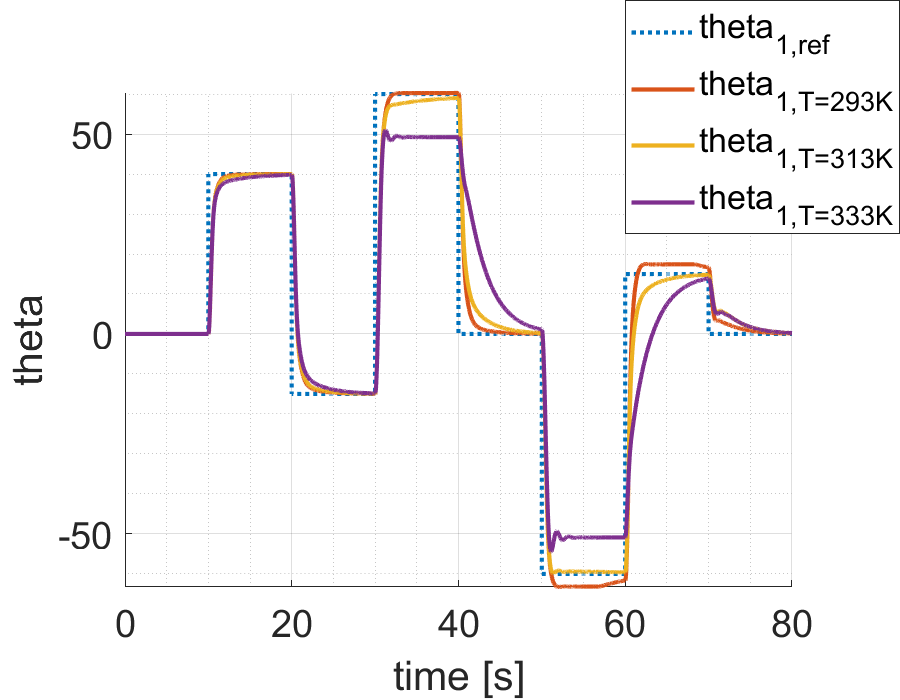 theta1,ref
theta1,T=293K
theta1,T=313K
theta1,T=333K
50
0
-50
theta
0 20 40 60 80
time [s]